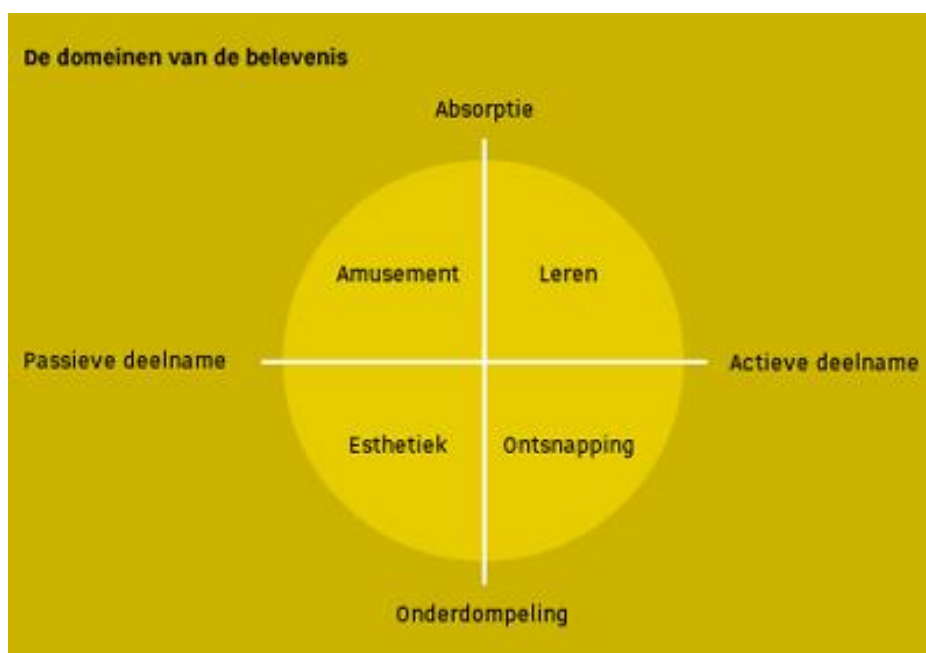 De domeinen van de belevenis
Absorptie
Amusement
Leren
Passieve deelname
Actieve deelname
Esthetiek
Ontsnapping
Onderdompeling